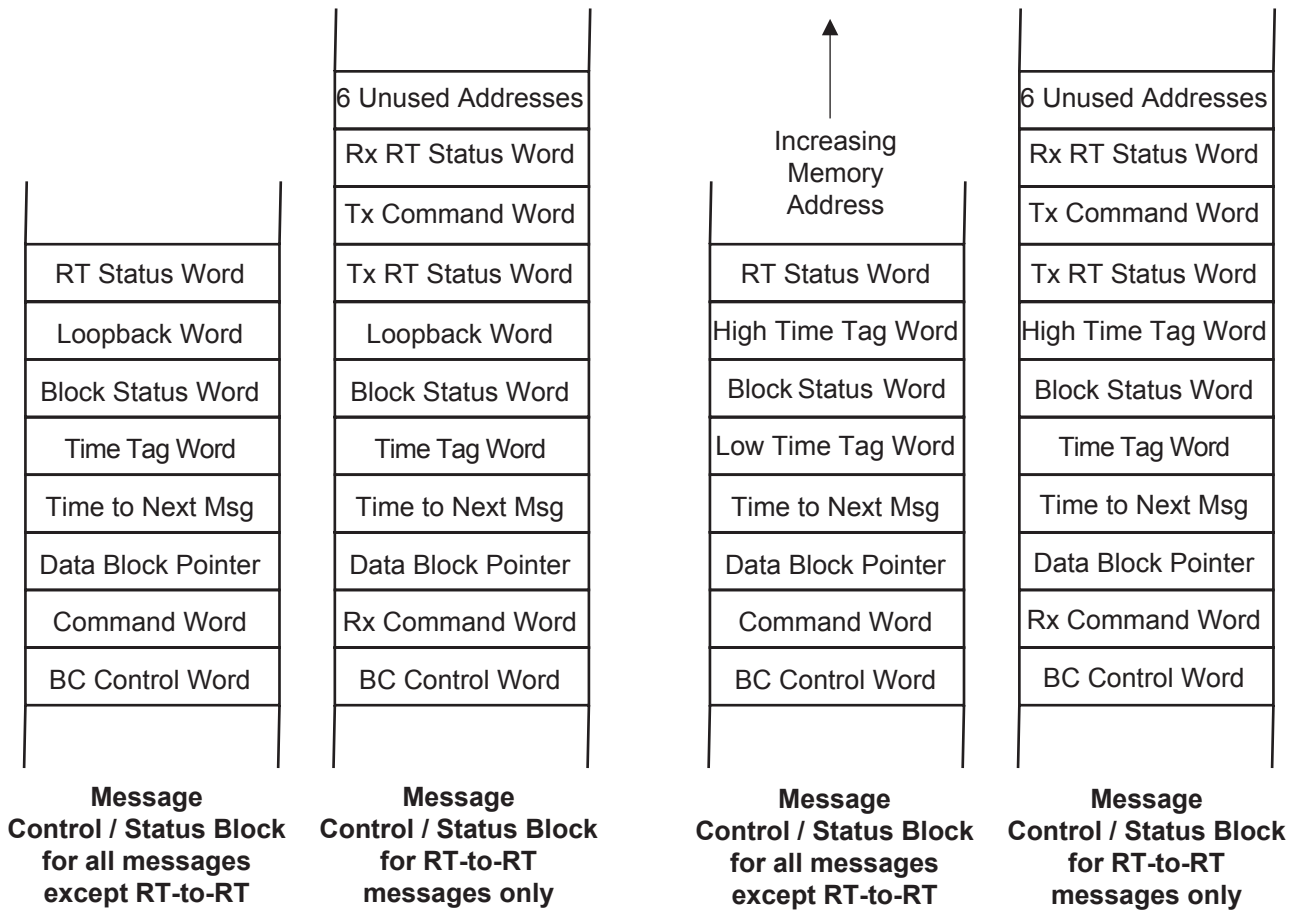 RT Status Word
Loopback Word
Block Status Word
Time Tag Word
Time to Next Msg
Data Block Pointer
Command Word
BC Control Word
Message
Control / Status Block
for all messages
except RT-to-RT
6 Unused Addresses
Rx RT Status Word
Tx Command Word
Tx RT Status Word
Loopback Word
Block Status Word
Time Tag Word
Time to Next Msg
Data Block Pointer
Rx Command Word
BC Control Word
Message
Control / Status Block
for RT-to-RT
messages only
Increasing
Memory
Address
RT Status Word
High Time Tag Word
Block Status Word
Low Time Tag Word
Time to Next Msg
Data Block Pointer
Command Word
BC Control Word
Message
Control / Status Block
for all messages
except RT-to-RT
6 Unused Addresses
Rx RT Status Word
Tx Command Word
Tx RT Status Word
High Time Tag Word
Block Status Word
Time Tag Word
Time to Next Msg
Data Block Pointer
Rx Command Word
BC Control Word
Message
Control / Status Block
for RT-to-RT
messages only